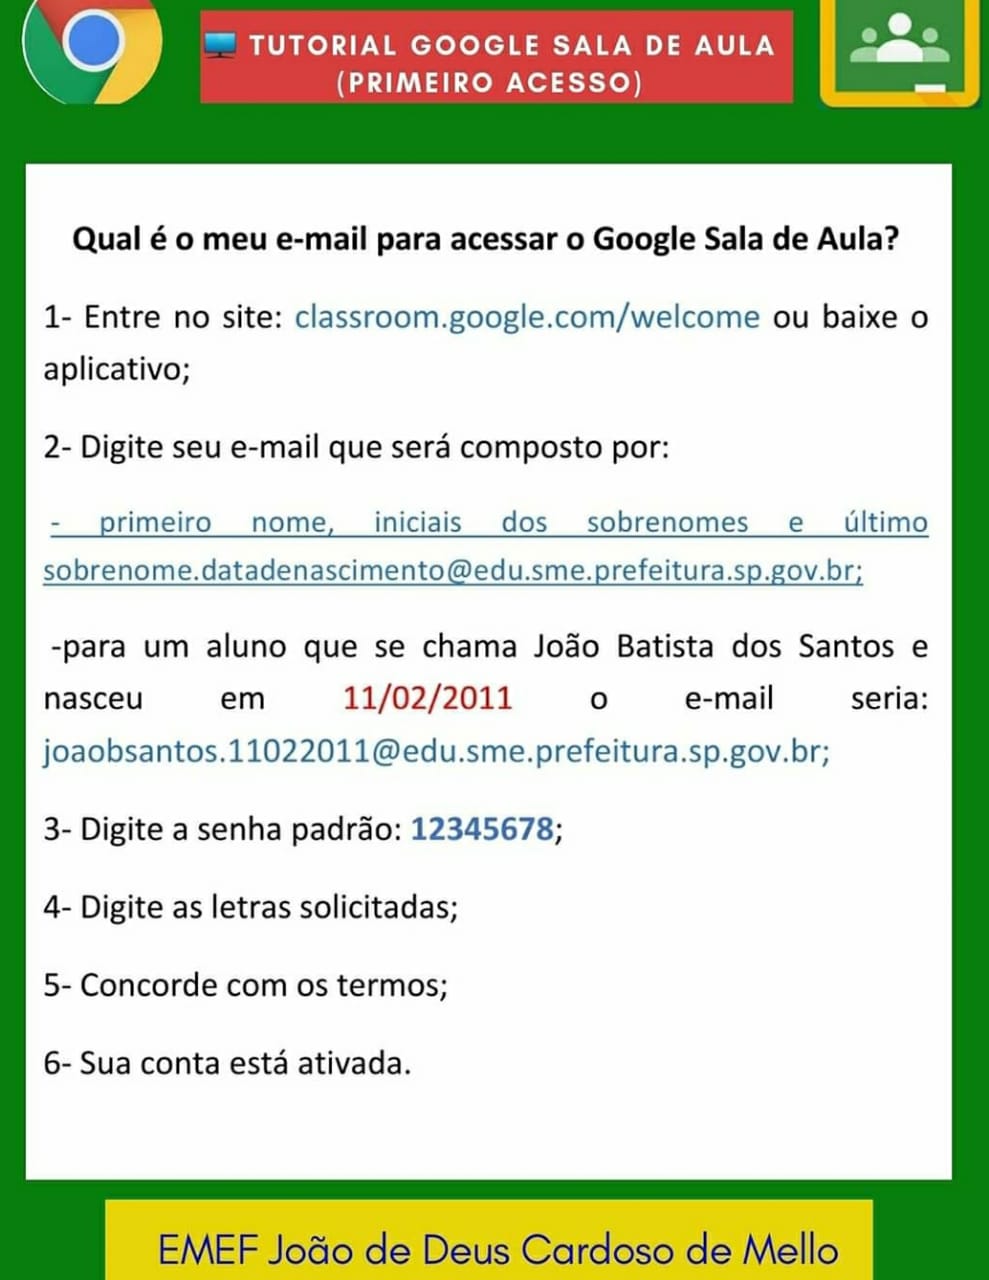 TUTORIAL GOOGLE SALA DE AULA
(PRIMEIRO ACESSO)
Qual é o meu e-mail para acessar o Google Sala de Aula?
1- Entre no site: classroom.google.com/welcome ou baixe o
aplicativo;
2- Digite seu e-mail que será composto por:
- primeiro nome, iniciais dos sobrenomes e último
sobrenome.datadenascimento@edu.sme.prefeitura.sp.gov.br;
-para um aluno que se chama João Batista dos Santos e
nasceu em 11/02/2011 o e-mail seria:
joaobsantos.11022011@edu.sme.prefeitura.sp.gov.br;
3- Digite a senha padrão: 12345678;
4- Digite as letras solicitadas;
5- Concorde com os termos;
6- Sua conta está ativada.
EMEF João de Deus Cardoso de Mello